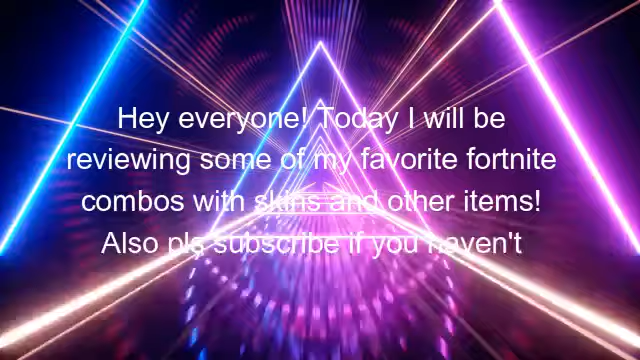 Hey everyone! Today I will be
reviewing some of my favorite fortnite
combos with skins and other items!
Also pls subscribe if you haven't